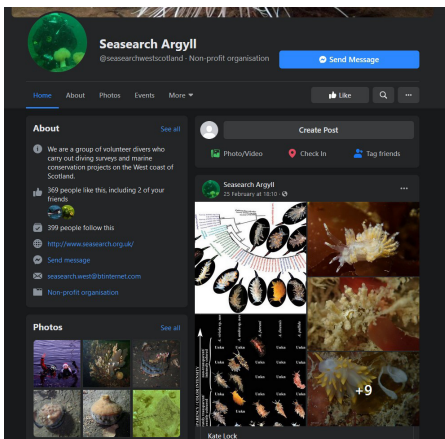 Seasearch Argyll
@seasearchwestscotland · Non-profit organisation
Send Message
Home About Photos Events More
Like
About
See all
We are a group of volunteer divers who
carry out diving surveys and marine
conservation projects on the West coast of
Scotland.
369 people like this, including 2 of your
friends
399 people follow this
http://www.seasearch.org.uk/
Send message
seasearch.west@btinternet.com
Non-profit organisation
Photos
See all
Create Post
Photo/Video Check In Tag friends
Seasearch Argyll
25 February at 18:10
+9
Kate Lock